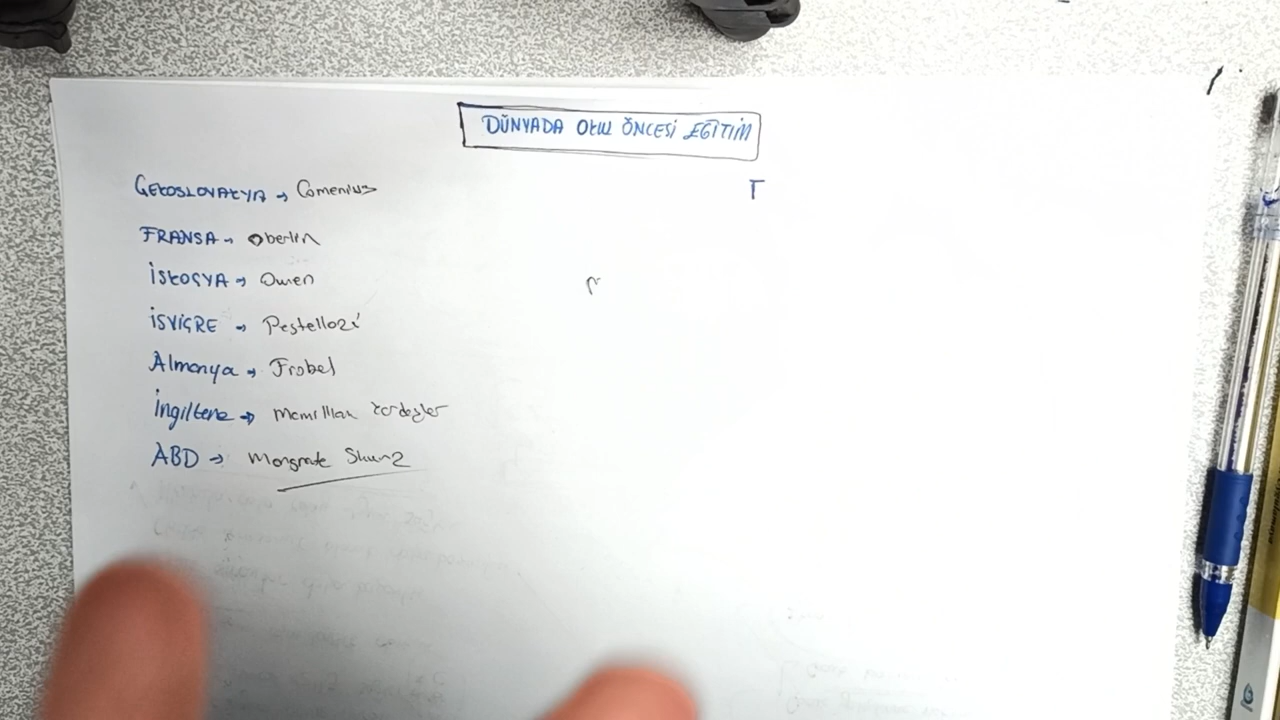 DÜNYADA OKUL ÖNCESİ EĞİTİM
ÇEKOSLOVAKYA → Comenius
T
FRANSA → Oberlin
İSKOÇYA → Owen
İSVİÇRE → Pestellozi
Almanya → Frobel
İngiltere → Mcmillan Kardeşler
ABD → Margrate Shurz